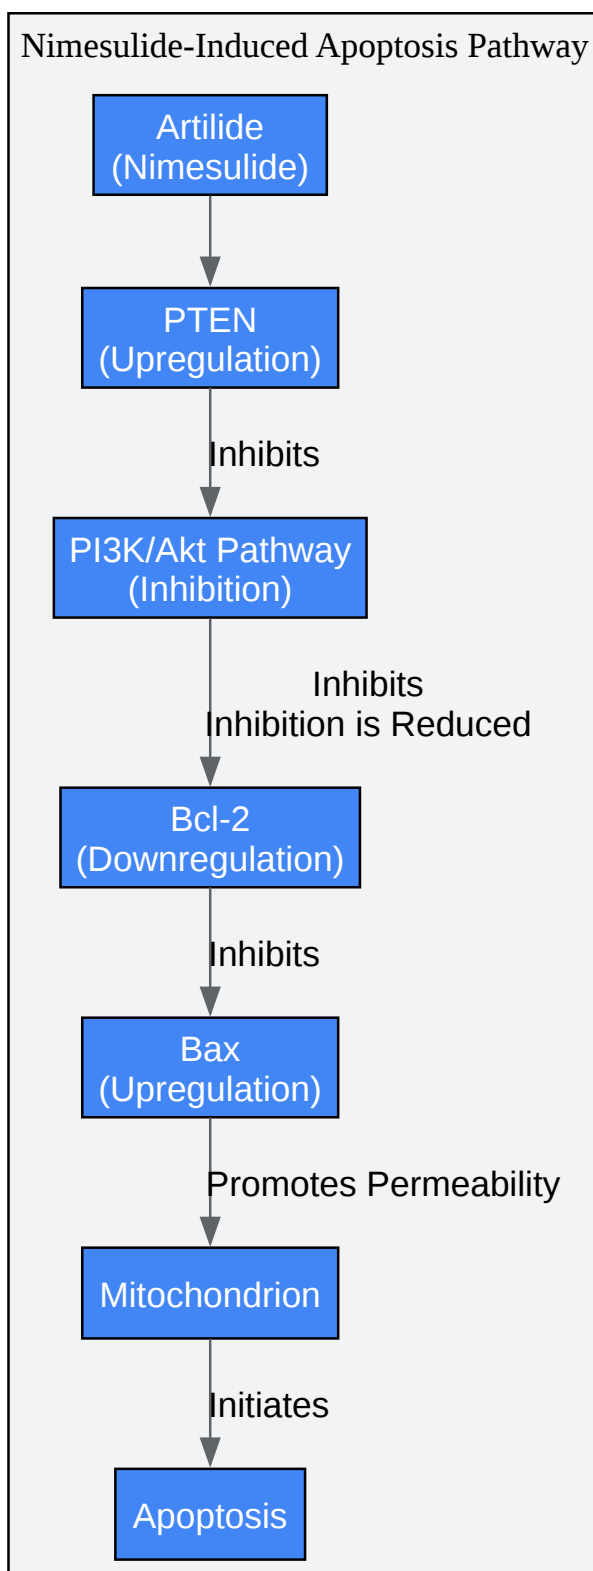 Nimesulide-Induced Apoptosis Pathway
Artilide
(Nimesulide)
PTEN
(Upregulation)
Inhibits
PI3K/Akt Pathway
(Inhibition)
Inhibits
Inhibition is Reduced
Bcl-2
(Downregulation)
Inhibits
Bax
(Upregulation)
Promotes Permeability
Mitochondrion
Initiates
Apoptosis